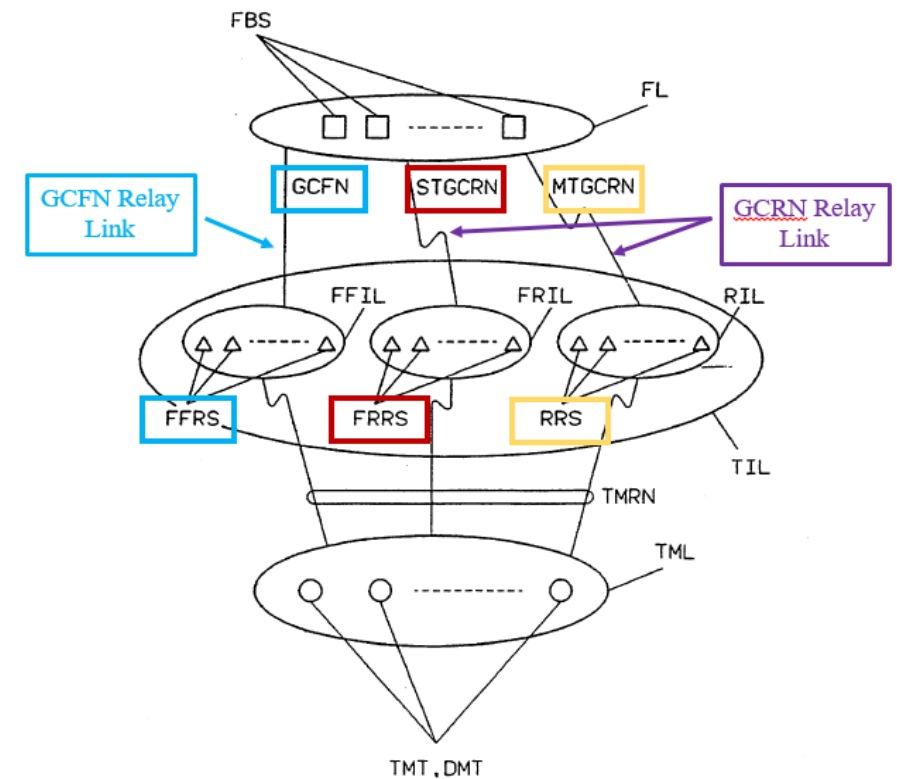 FBS
FL
GCFN
STGCRN
MTGCRN
GCFN Relay
Link
GCRN Relay
Link
FFIL
FRIL
RIL
FFRS
FRRS
RRS
TIL
TMRN
TML
TMT,DMT